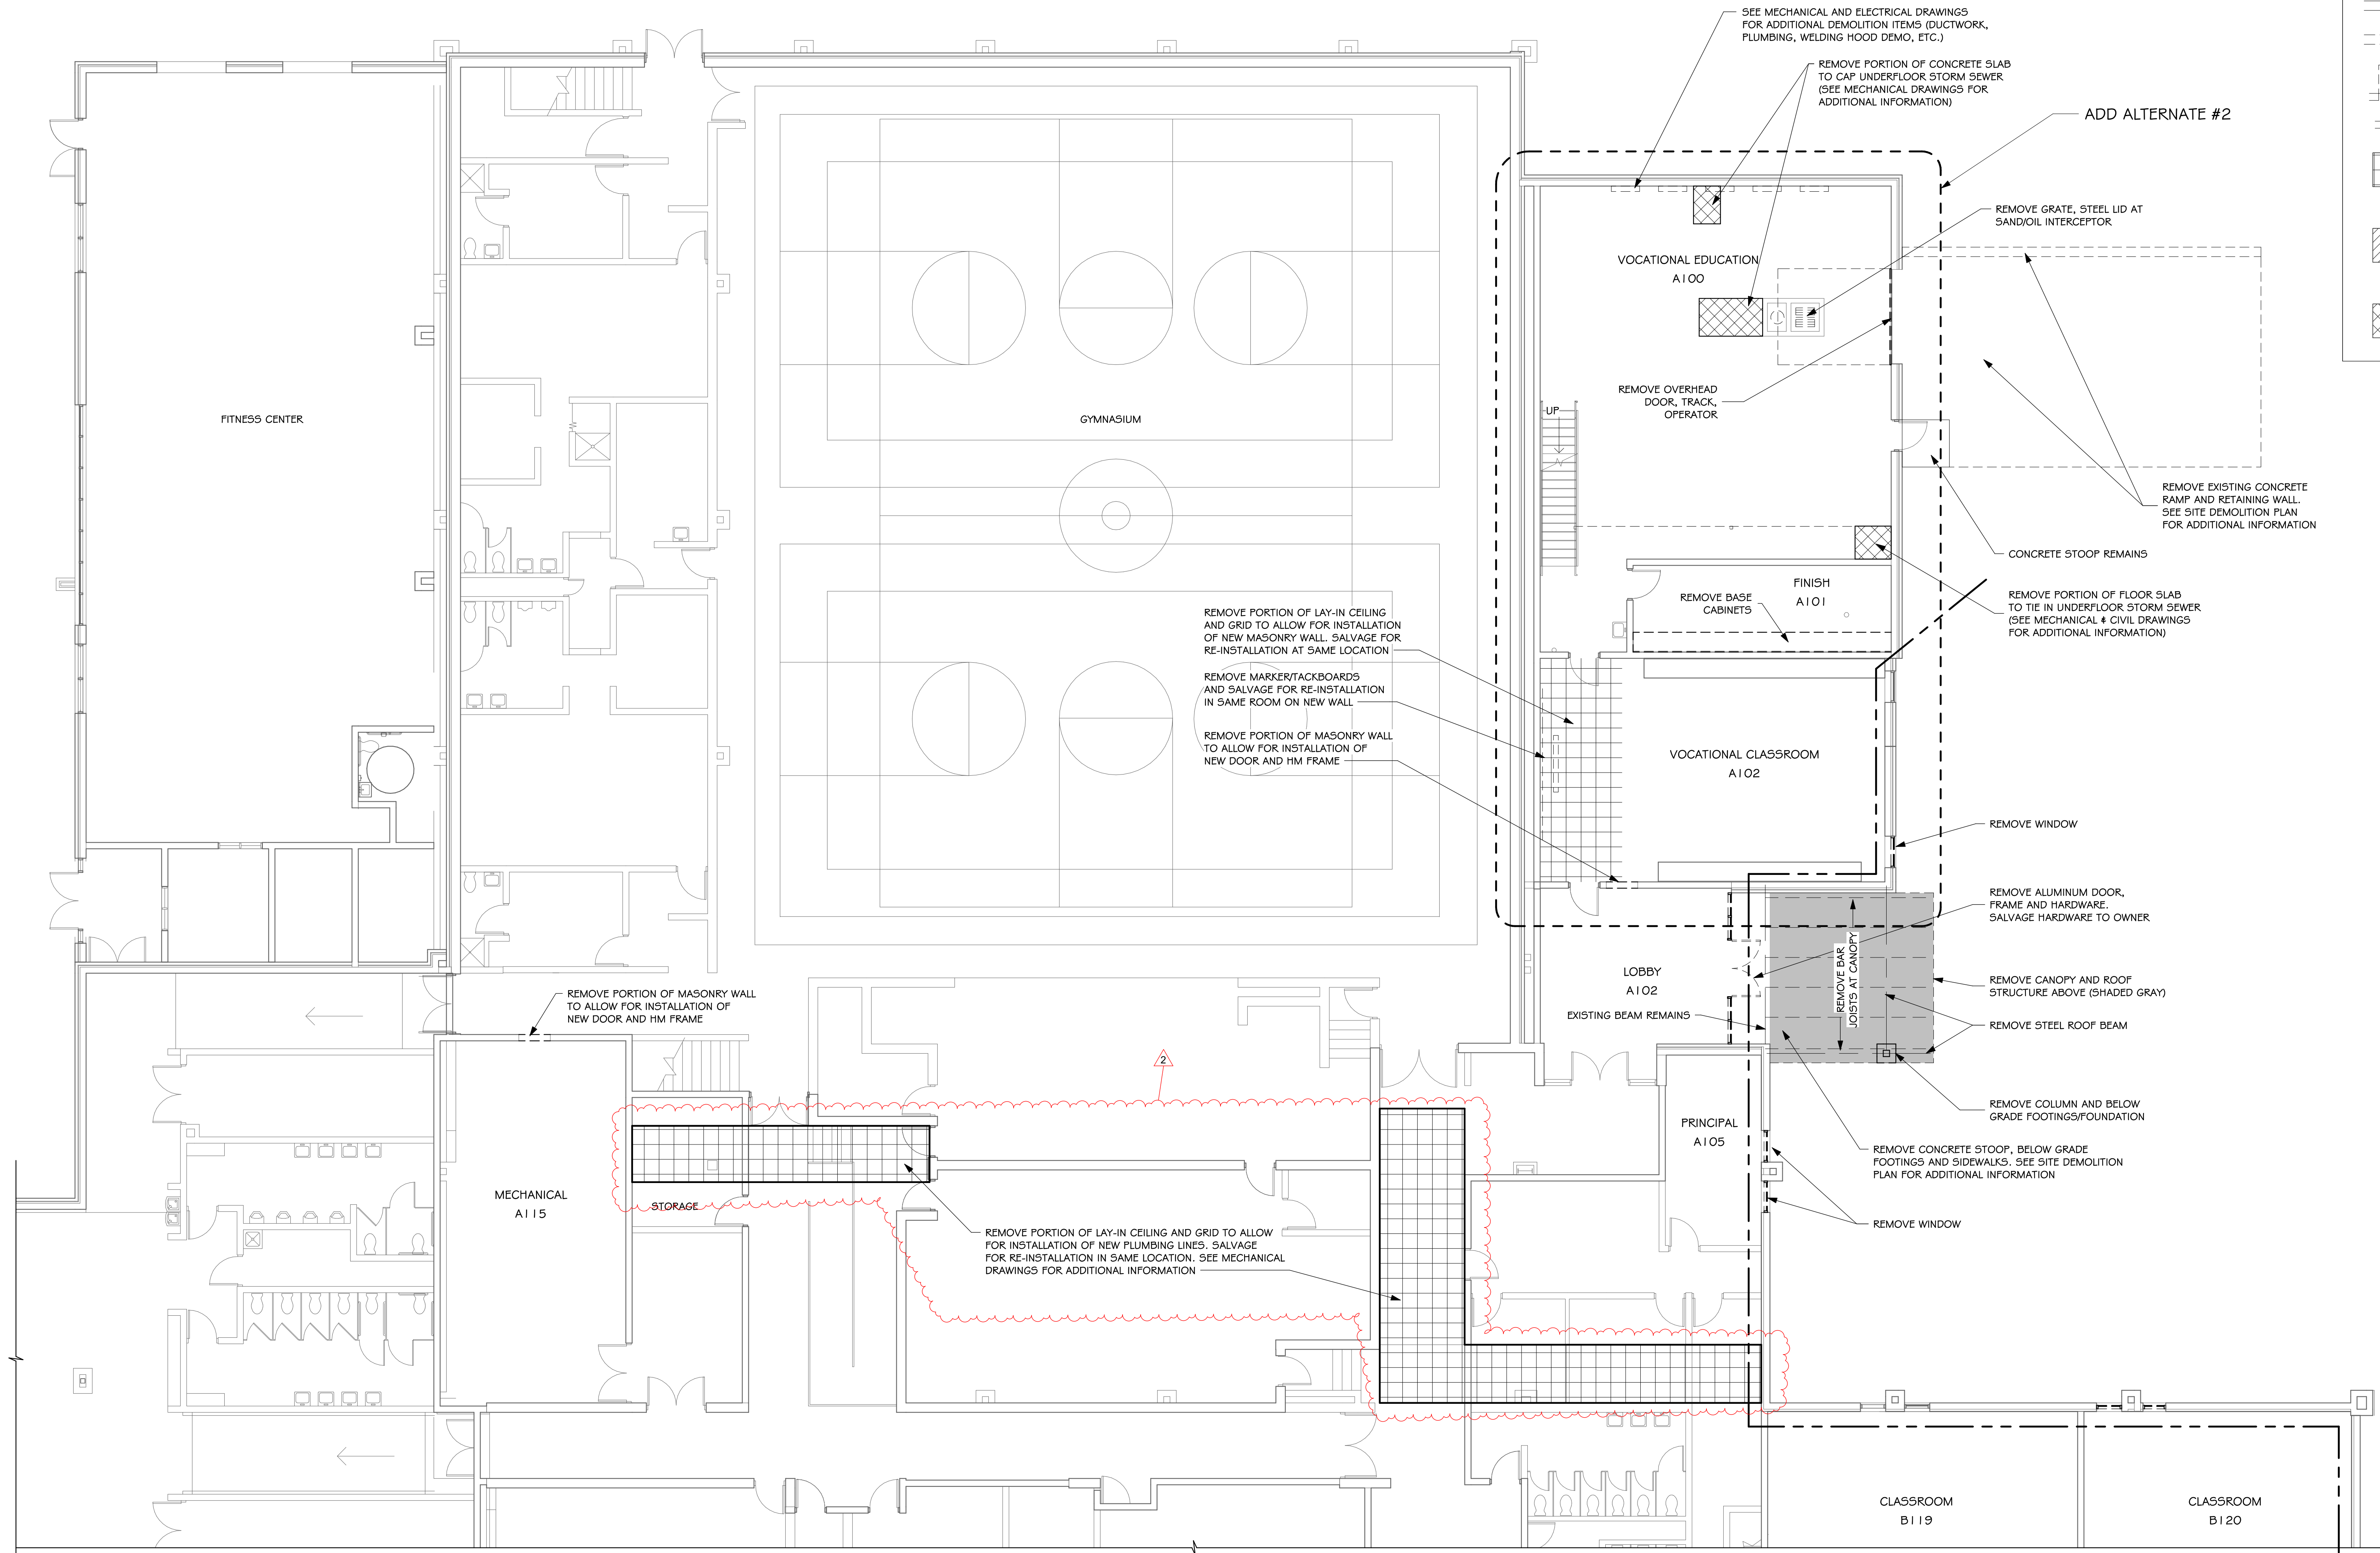 SEE MECHANICAL AND ELECTRICAL DRAWINGS
FOR ADDITIONAL DEMOLITION ITEMS (DUCTWORK,
PLUMBING, WELDING HOOD DEMO, ETC.)
REMOVE PORTION OF CONCRETE SLAB
TO CAP UNDERFLOOR STORM SEWER
(SEE MECHANICAL DRAWINGS FOR
ADDITIONAL INFORMATION)
ADD ALTERNATE #2
REMOVE GRATE, STEEL LID AT
SAND/OIL INTERCEPTOR
VOCATIONAL EDUCATION
A100
REMOVE OVERHEAD
DOOR, TRACK,
OPERATOR
UP
FITNESS CENTER
GYMNASIUM
REMOVE EXISTING CONCRETE
RAMP AND RETAINING WALL.
SEE SITE DEMOLITION PLAN
FOR ADDITIONAL INFORMATION
CONCRETE STOOP REMAINS
FINISH
A101
REMOVE BASE
CABINETS
REMOVE PORTION OF FLOOR SLAB
TO TIE IN UNDERFLOOR STORM SEWER
(SEE MECHANICAL & CIVIL DRAWINGS
FOR ADDITIONAL INFORMATION)
REMOVE PORTION OF LAY-IN CEILING
AND GRID TO ALLOW FOR INSTALLATION
OF NEW MASONRY WALL. SALVAGE FOR
RE-INSTALLATION AT SAME LOCATION
REMOVE MARKER/TACKBOARDS
AND SALVAGE FOR RE-INSTALLATION
IN SAME ROOM ON NEW WALL
REMOVE PORTION OF MASONRY WALL
TO ALLOW FOR INSTALLATION OF
NEW DOOR AND HM FRAME
VOCATIONAL CLASSROOM
A102
REMOVE WINDOW
REMOVE ALUMINUM DOOR,
FRAME AND HARDWARE.
SALVAGE HARDWARE TO OWNER
REMOVE BAR
JOISTS AT CANOPY
LOBBY
A102
EXISTING BEAM REMAINS
REMOVE CANOPY AND ROOF
STRUCTURE ABOVE (SHADED GRAY)
REMOVE STEEL ROOF BEAM
REMOVE PORTION OF MASONRY WALL
TO ALLOW FOR INSTALLATION OF
NEW DOOR AND HM FRAME
2
REMOVE COLUMN AND BELOW
GRADE FOOTINGS/FOUNDATION
PRINCIPAL
A105
REMOVE CONCRETE STOOP, BELOW GRADE
FOOTINGS AND SIDEWALKS. SEE SITE DEMOLITION
PLAN FOR ADDITIONAL INFORMATION
MECHANICAL
A115
STORAGE
REMOVE WINDOW
REMOVE PORTION OF LAY-IN CEILING AND GRID TO ALLOW
FOR INSTALLATION OF NEW PLUMBING LINES. SALVAGE
FOR RE-INSTALLATION IN SAME LOCATION. SEE MECHANICAL
DRAWINGS FOR ADDITIONAL INFORMATION
CLASSROOM
B119
CLASSROOM
B120